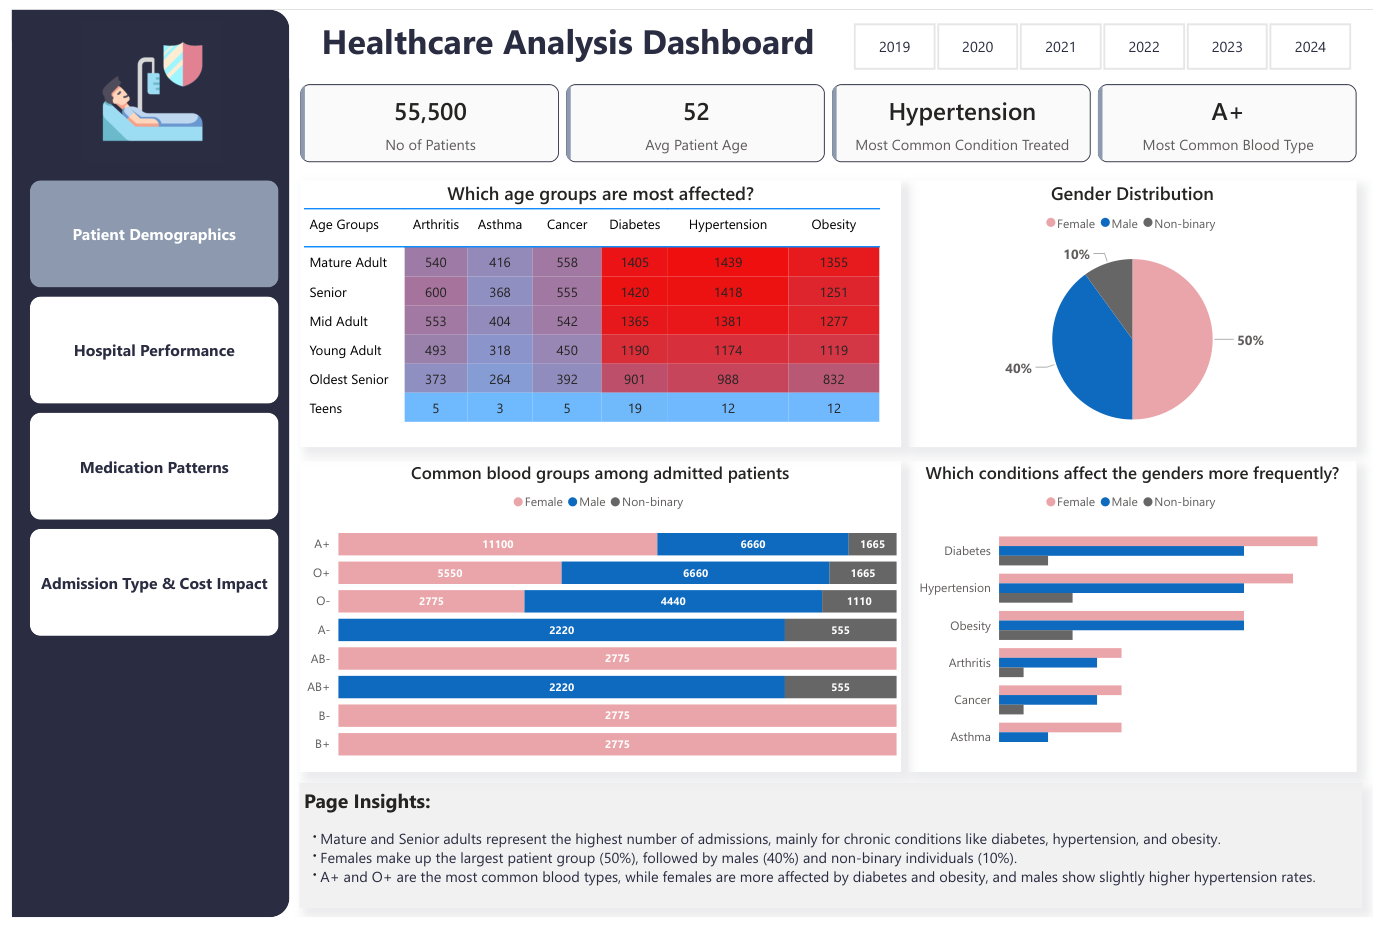 Healthcare Analysis Dashboard
2019 2020 2021 2022 2023 2024
55,500
No of Patients
52
Avg Patient Age
Hypertension
Most Common Condition Treated
A+
Most Common Blood Type
Patient Demographics
Hospital Performance
Medication Patterns
Admission Type & Cost Impact
Which age groups are most affected?
Age Groups Arthritis Asthma Cancer Diabetes Hypertension Obesity
Mature Adult 540 416 558 1405 1439 1355
Senior 600 368 555 1420 1418 1251
Mid Adult 553 404 542 1365 1381 1277
Young Adult 493 318 450 1190 1174 1119
Oldest Senior 373 264 392 901 988 832
Teens 5 3 5 19 12 12
Gender Distribution
Female Male Non-binary
10%
50%
40%
Common blood groups among admitted patients
Female Male Non-binary
A+ 11100 6660 1665
O+ 5550 6660 1665
O- 2775 4440 1110
A- 2220 555
AB- 2775
AB+ 2220 555
B- 2775
B+ 2775
Which conditions affect the genders more frequently?
Female Male Non-binary
Diabetes
Hypertension
Obesity
Arthritis
Cancer
Asthma
Page Insights:
• Mature and Senior adults represent the highest number of admissions, mainly for chronic conditions like diabetes, hypertension, and obesity.
• Females make up the largest patient group (50%), followed by males (40%) and non-binary individuals (10%).
• A+ and O+ are the most common blood types, while females are more affected by diabetes and obesity, and males show slightly higher hypertension rates.